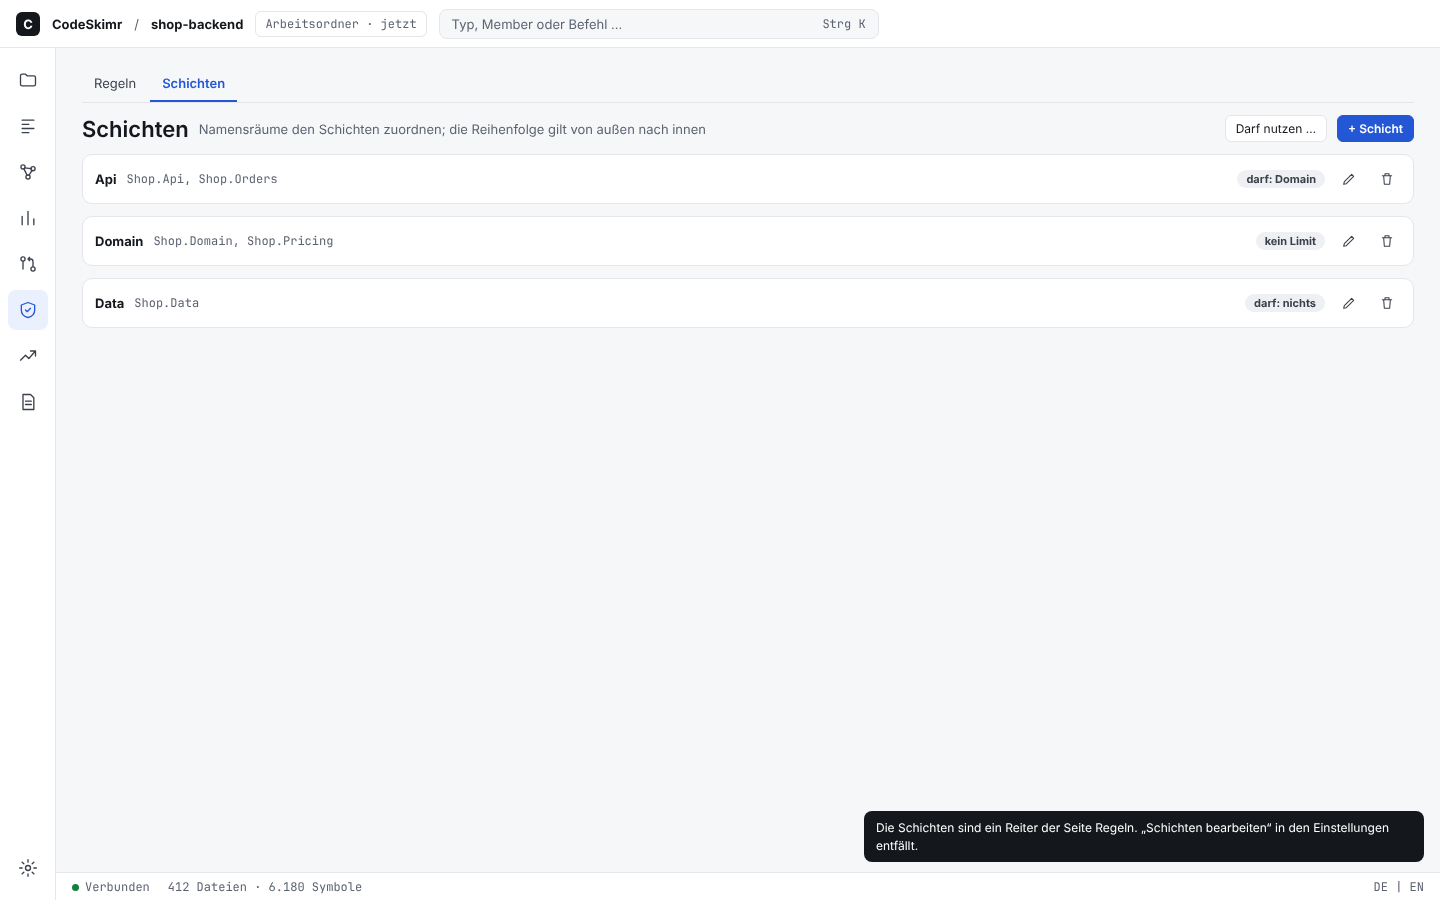 C CodeSkimr / shop-backend Arbeitsordner · jetzt Typ, Member oder Befehl ... Strg K
Regeln Schichten
Schichten Namensräume den Schichten zuordnen; die Reihenfolge gilt von außen nach innen Darf nutzen ... + Schicht
Api Shop.Api, Shop.Orders darf: Domain
Domain Shop.Domain, Shop.Pricing kein Limit
Data Shop.Data darf: nichts
Die Schichten sind ein Reiter der Seite Regeln. „Schichten bearbeiten“ in den Einstellungen
entfällt.
Verbunden 412 Dateien · 6.180 Symbole DE | EN